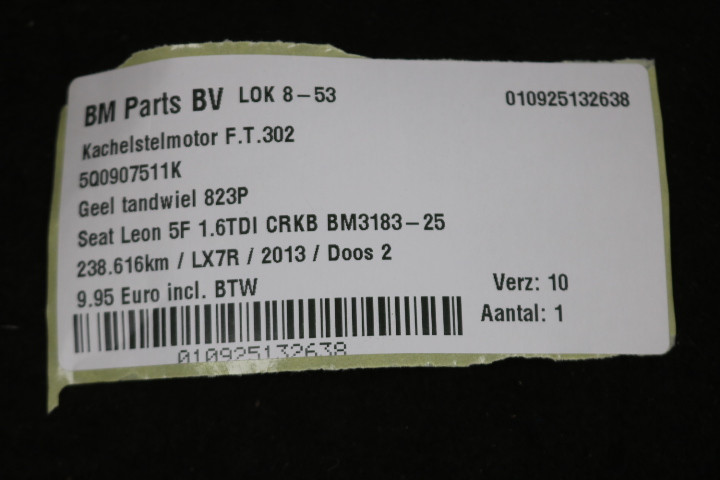 BM Parts BV LOK 8-53 010925132638
Kachelstelmotor F.T.302
5Q0907511K
Geel tandwiel 823P
Seat Leon 5F 1.6TDI CRKB BM3183-25
238.616km / LX7R / 2013 / Doos 2
9.95 Euro incl. BTW Verz: 10
Aantal: 1
010925132638